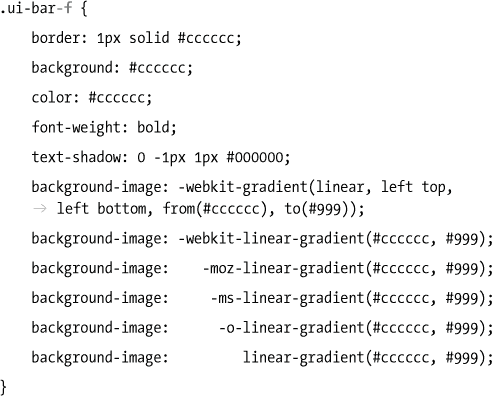 .ui-bar-f {
border: 1px solid #cccccc;
background: #cccccc;
color: #cccccc;
font-weight: bold;
text-shadow: 0 -1px 1px #000000;
background-image: -webkit-gradient(linear, left top,
→ left bottom, from(#cccccc), to(#999));
background-image: -webkit-linear-gradient(#cccccc, #999);
background-image: -moz-linear-gradient(#cccccc, #999);
background-image: -ms-linear-gradient(#cccccc, #999);
background-image: -o-linear-gradient(#cccccc, #999);
background-image: linear-gradient(#cccccc, #999);
}